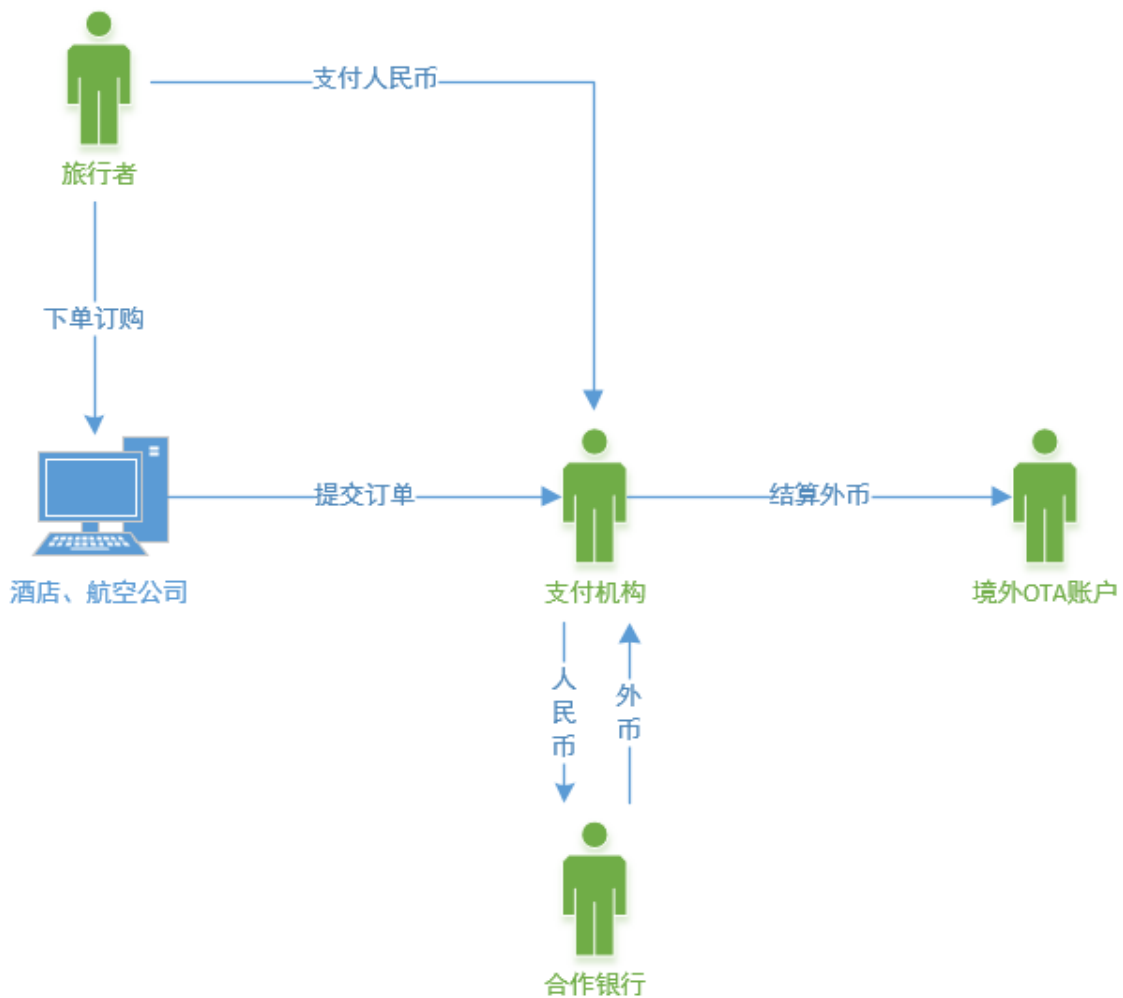 支付人民币
旅行者
下单订购
提交订单
结算外币
酒店、航空公司
支付机构
境外OTA账户
人民币
外币
合作银行